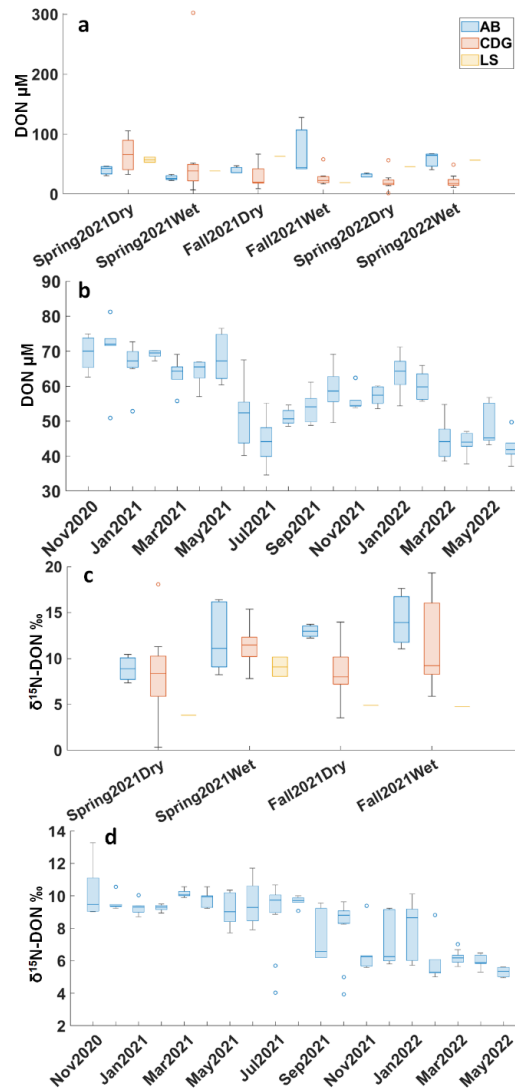 a
AB
CDG
LS
DON µM
300
200
100
0
Spring2021Dry
Spring2021Wet
Fall2021Dry
Fall2021Wet
Spring2022Dry
Spring2022Wet
b
DON µM
90
80
70
60
50
40
30
Nov2020
Jan2021
Mar2021
May2021
Jul2021
Sep2021
Nov2021
Jan2022
Mar2022
May2022
c
δ¹⁵N-DON ‰
20
15
10
5
0
Spring2021Dry
Spring2021Wet
Fall2021Dry
Fall2021Wet
d
δ¹⁵N-DON ‰
14
12
10
8
6
4
2
Nov2020
Jan2021
Mar2021
May2021
Jul2021
Sep2021
Nov2021
Jan2022
Mar2022
May2022